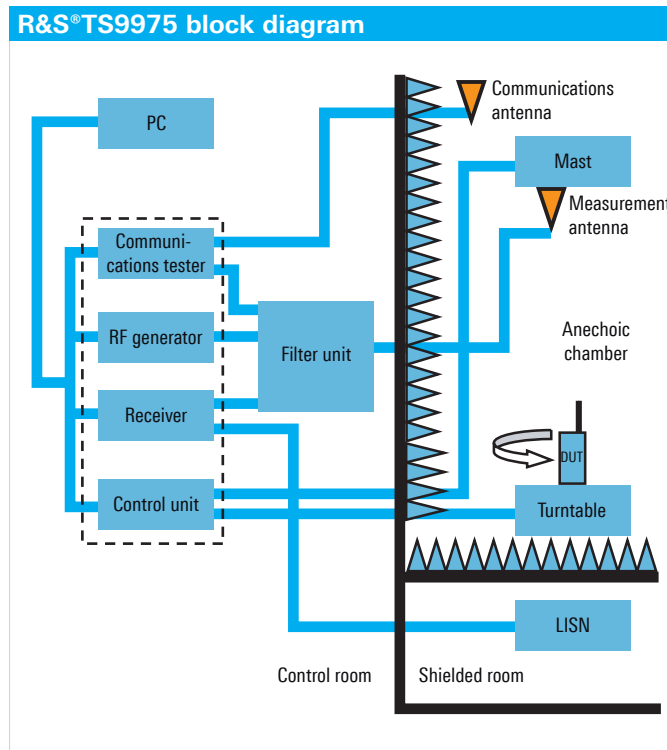 R&S®TS9975 block diagram
Communications
antenna
PC
Mast
Measurement
antenna
Communi-
cations tester
RF generator
Filter unit
Anechoic
chamber
Receiver
DUT
Control unit
Turntable
LISN
Control room
Shielded room